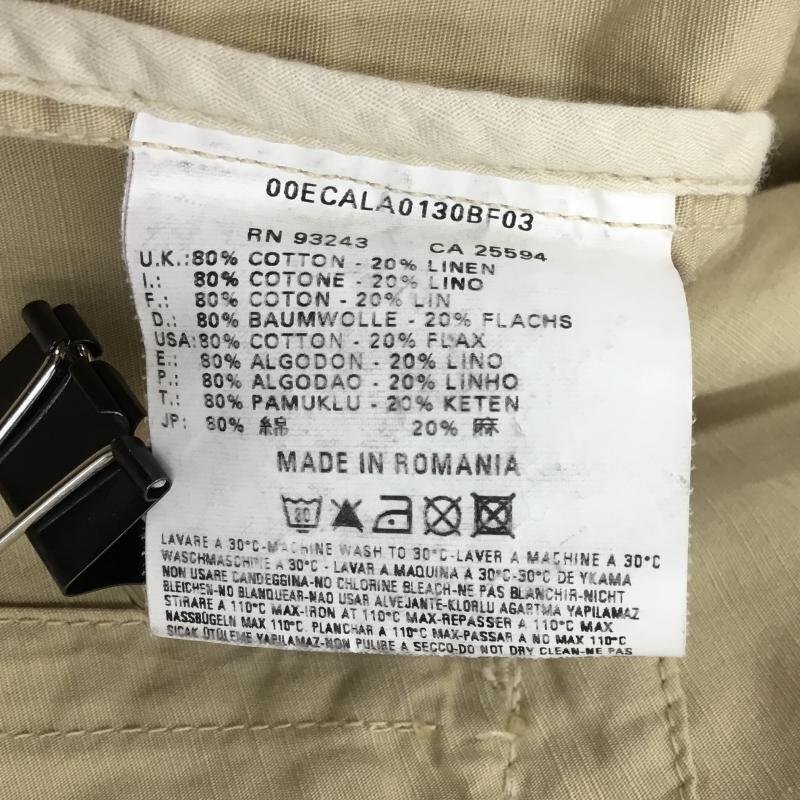 00ECALA0130BF03
RN 93243 CA 25594
U.K.:80% COTTON - 20% LINEN
I.: 80% COTONE - 20% LINO
F.: 80% COTON - 20% LIN
D.: 80% BAUMWOLLE - 20% FLACHS
USA:80% COTTON - 20% FLAX
E.: 80% ALGODON - 20% LINO
P.: 80% ALGODAO - 20% LINHO
T.: 80% PAMUKLU - 20% KETEN
JP: 80% 綿 20% 麻
MADE IN ROMANIA
30
LAVARE A 30°C-MACHINE WASH TO 30°C-LAVER A MACHINE A 30°C
WASCHMASCHINE A 30°C - LAVAR A MAQUINA A 30°C-30°C DE YKAMA
NON USARE CANDEGGINA-NO CHLORINE BLEACH-NE PAS BLANCHIR-NICHT
BLEICHEN-NO BLANQUEAR-NAO USAR ALVEJANTE-KLORLU AGARTMA YAPILAMAZ
STIRARE A 110°C MAX-IRON AT 110°C MAX-REPASSER A 110°C MAX
NASSBÜGELN MAX 110°C PLANCHAR A 110°C MAX-PASSAR A NO MAX 110°C
SICAK ÜTÜLEME YAPILAMAZ-NON PULIRE A SECCO-DO NOT DRY CLEAN-NE PAS